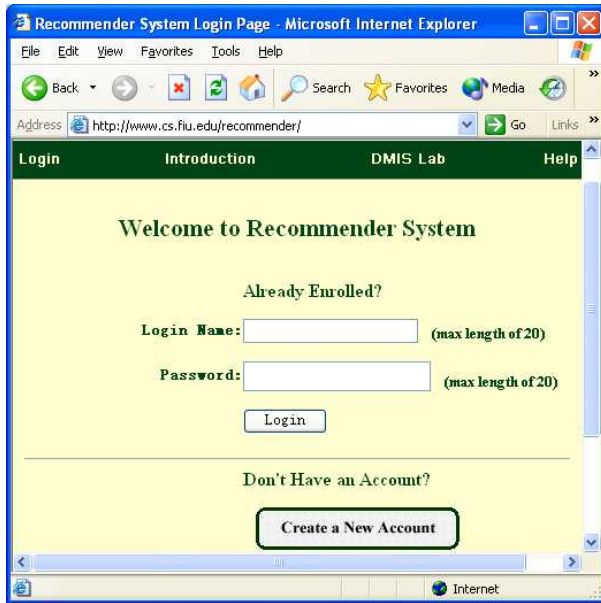 Recommender System Login Page - Microsoft Internet Explorer
File Edit View Favorites Tools Help
Back Search Favorites Media »
Address http://www.cs.fiu.edu/recommender/ Go Links »
Login Introduction DMIS Lab Help
Welcome to Recommender System
Already Enrolled?
Login Name: (max length of 20)
Password: (max length of 20)
Login
Don't Have an Account?
Create a New Account
Internet